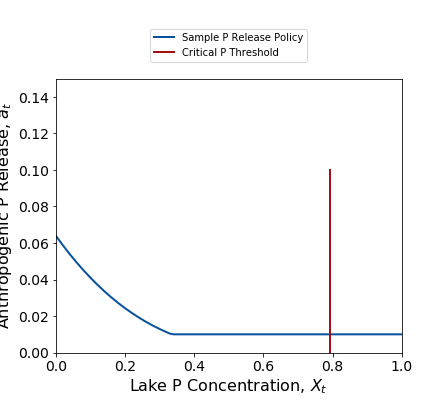 Sample P Release Policy
Critical P Threshold
Anthropogenic P Release, a_t
0.14
0.12
0.10
0.08
0.06
0.04
0.02
0.00
0.0 0.2 0.4 0.6 0.8 1.0
Lake P Concentration, X_t